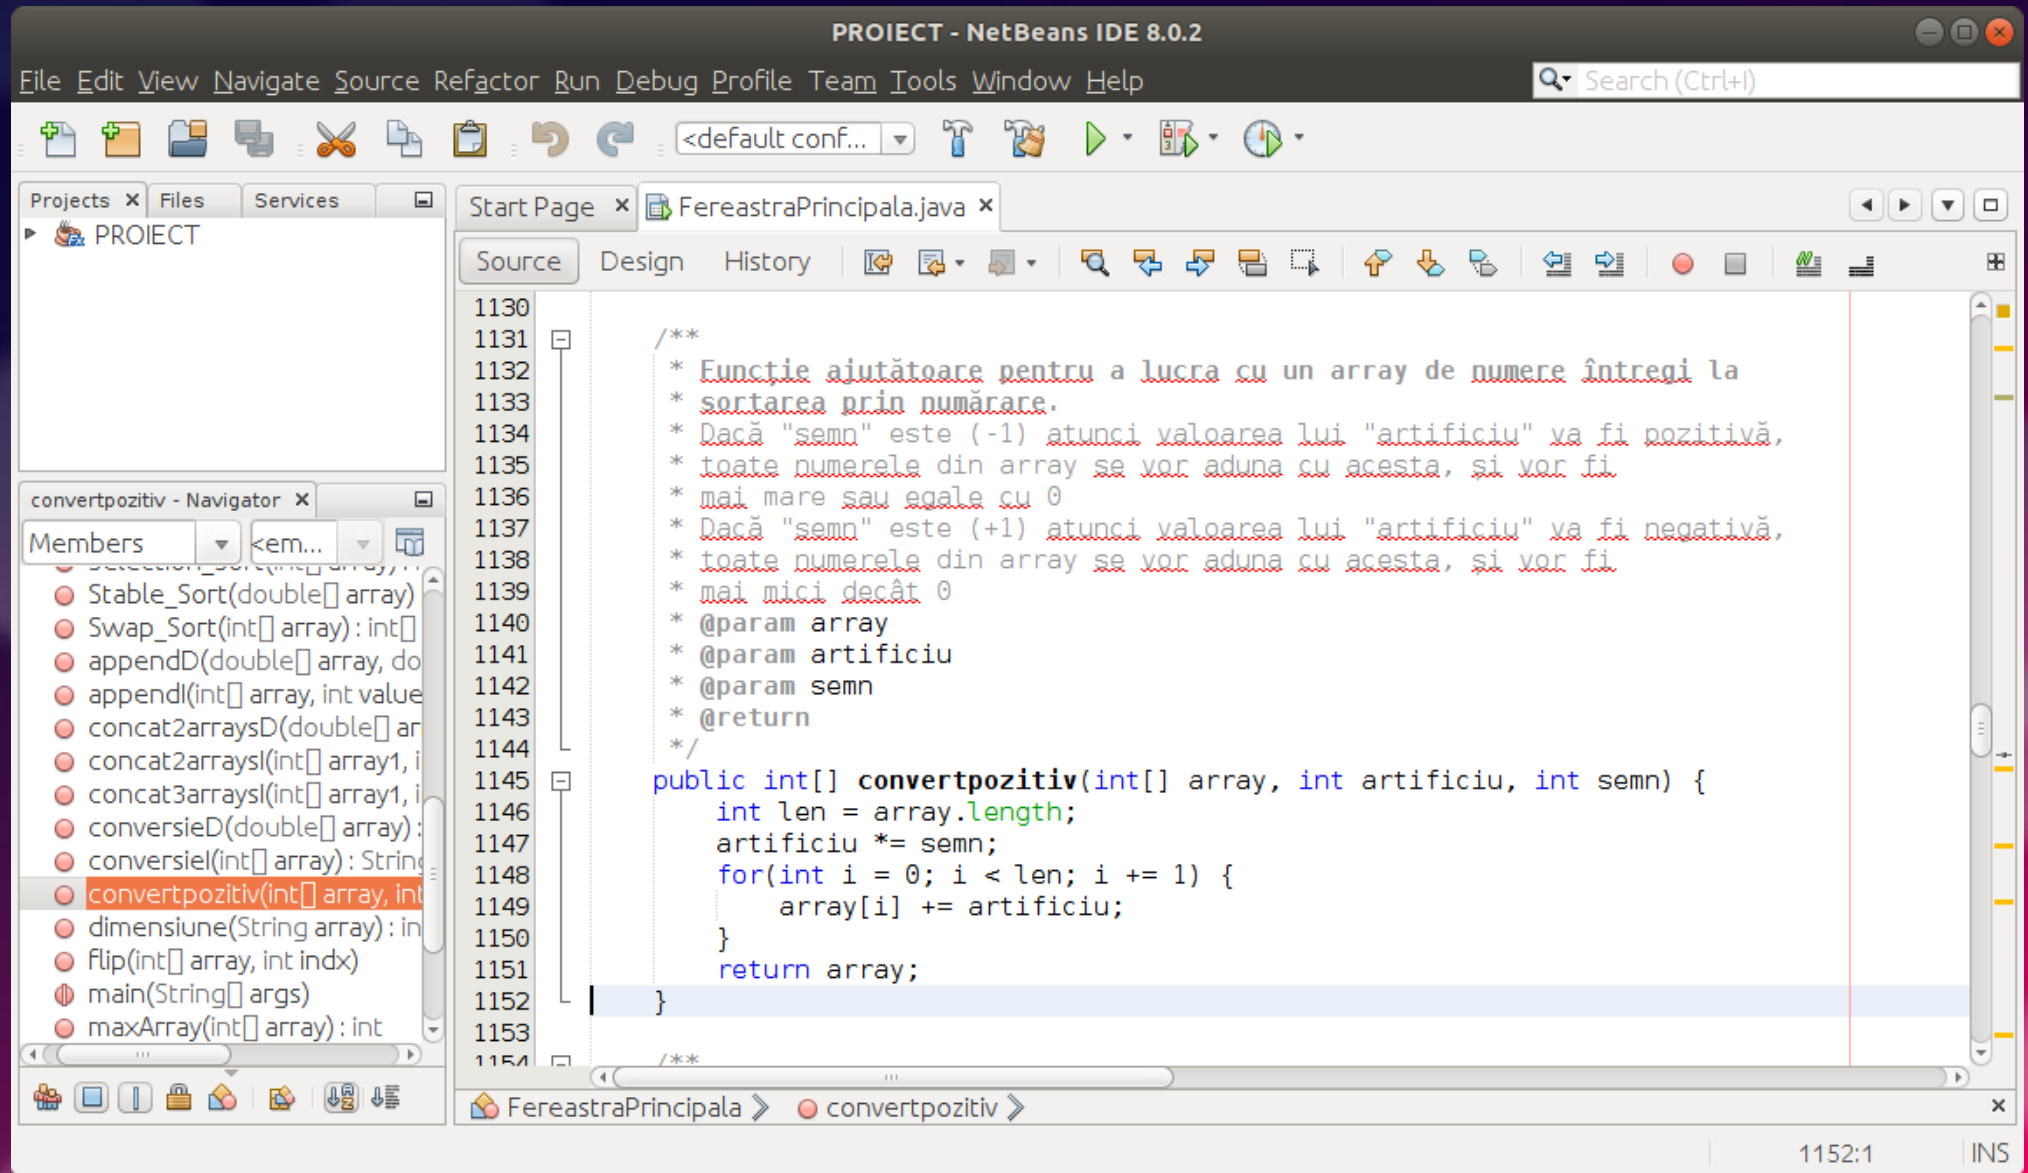 PROIECT - NetBeans IDE 8.0.2
File Edit View Navigate Source Refactor Run Debug Profile Team Tools Window Help
Search (Ctrl+I)
<default conf...
Projects Files Services
PROIECT
convertpozitiv - Navigator
Members <em...
Selection_Sort(int[] array)
Stable_Sort(double[] array)
Swap_Sort(int[] array) : int[]
appendD(double[] array, do
appendI(int[] array, int value
concat2arraysD(double[] ar
concat2arraysI(int[] array1, i
concat3arraysI(int[] array1, i
conversieD(double[] array) :
conversieI(int[] array) : String
convertpozitiv(int[] array, int
dimensiune(String array) : in
flip(int[] array, int indx)
main(String[] args)
maxArray(int[] array) : int
Start Page FereastraPrincipala.java
Source Design History
1130
1131 /**
1132 * Funcție ajutătoare pentru a lucra cu un array de numere întregi la
1133 * sortarea prin numărare.
1134 * Dacă "semn" este (-1) atunci valoarea lui "artificiu" va fi pozitivă,
1135 * toate numerele din array se vor aduna cu acesta, și vor fi
1136 * mai mare sau egale cu 0
1137 * Dacă "semn" este (+1) atunci valoarea lui "artificiu" va fi negativă,
1138 * toate numerele din array se vor aduna cu acesta, și vor fi
1139 * mai mici decât 0
1140 * @param array
1141 * @param artificiu
1142 * @param semn
1143 * @return
1144 */
1145 public int[] convertpozitiv(int[] array, int artificiu, int semn) {
1146 int len = array.length;
1147 artificiu *= semn;
1148 for(int i = 0; i < len; i += 1) {
1149 array[i] += artificiu;
1150 }
1151 return array;
1152 }
1153
1154 /**
FereastraPrincipala convertpozitiv
1152:1 INS